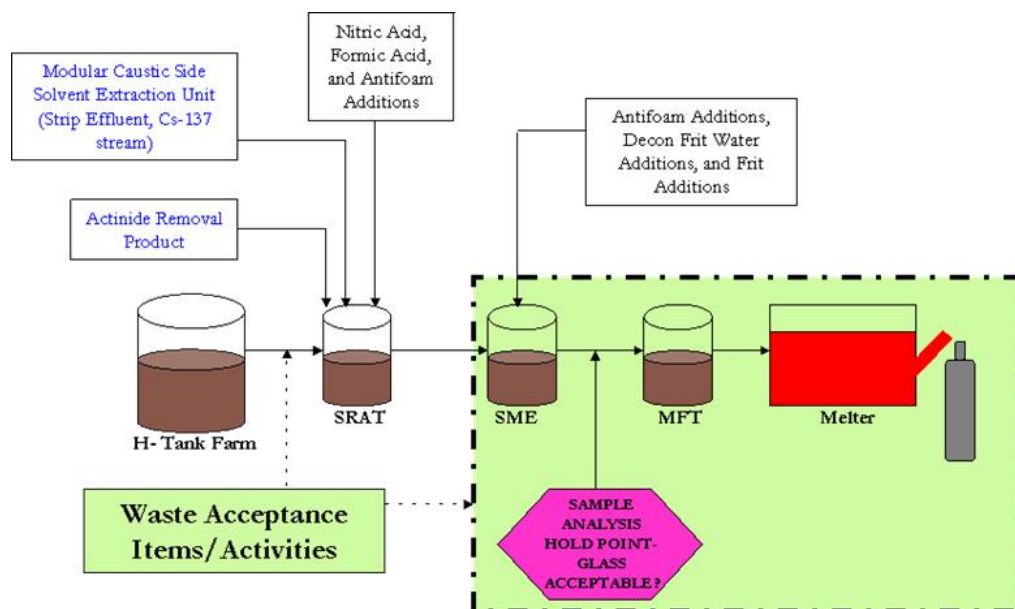 Nitric Acid,
Formic Acid,
and Antifoam
Additions
Modular Caustic Side
Solvent Extraction Unit
(Strip Effluent, Cs-137
stream)
Antifoam Additions,
Decon Frit Water
Additions, and Frit
Additions
Actinide Removal
Product
H- Tank Farm
SRAT
SME
MFT
Melter
Waste Acceptance
Items/Activities
SAMPLE
ANALYSIS
HOLD POINT-
GLASS
ACCEPTABLE?